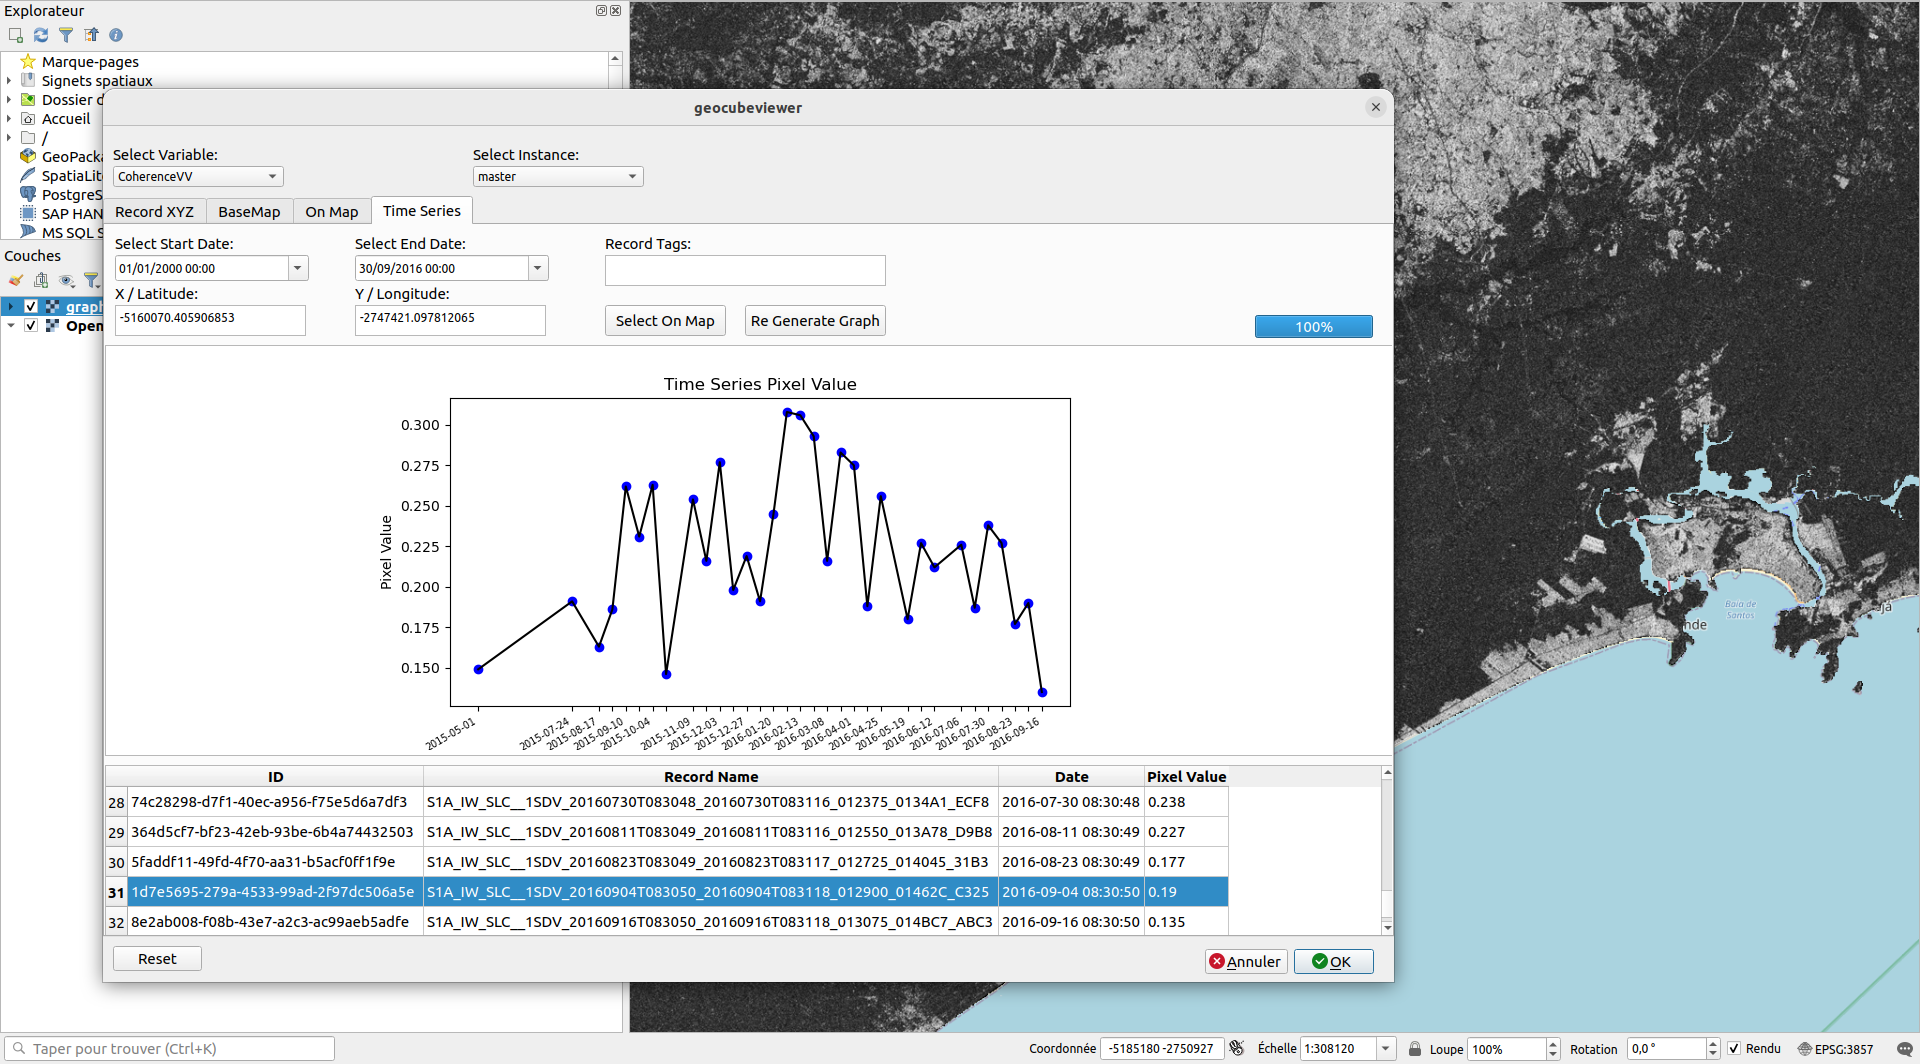 Explorateur
Marque-pages
Signets spatiaux
Dossier d
Accueil
/
GeoPacka
SpatiaLit
PostgreS
SAP HAN
MS SQL S
Couches
graph
Open
geocubeviewer
Select Variable:
Select Instance:
CoherenceVV
master
Record XYZ
BaseMap
On Map
Time Series
Select Start Date:
Select End Date:
Record Tags:
01/01/2000 00:00
30/09/2016 00:00
X / Latitude:
Y / Longitude:
-5160070.405906853
-2747421.097812065
Select On Map
Re Generate Graph
100%
Time Series Pixel Value
Pixel Value
0.300
0.275
0.250
0.225
0.200
0.175
0.150
2015-05-01
2015-07-24
2015-08-17
2015-09-10
2015-10-04
2015-11-09
2015-12-03
2015-12-27
2016-01-20
2016-02-13
2016-03-08
2016-04-01
2016-04-25
2016-05-19
2016-06-12
2016-07-06
2016-07-30
2016-08-23
2016-09-16
ID Record Name Date Pixel Value
28 74c28298-d7f1-40ec-a956-f75e5d6a7df3 S1A_IW_SLC__1SDV_20160730T083048_20160730T083116_012375_0134A1_ECF8 2016-07-30 08:30:48 0.238
29 364d5cf7-bf23-42eb-93be-6b4a74432503 S1A_IW_SLC__1SDV_20160811T083049_20160811T083116_012550_013A78_D9B8 2016-08-11 08:30:49 0.227
30 5faddf11-49fd-4f70-aa31-b5acf0ff1f9e S1A_IW_SLC__1SDV_20160823T083049_20160823T083117_012725_014045_31B3 2016-08-23 08:30:49 0.177
31 1d7e5695-279a-4533-99ad-2f97dc506a5e S1A_IW_SLC__1SDV_20160904T083050_20160904T083118_012900_01462C_C325 2016-09-04 08:30:50 0.19
32 8e2ab008-f08b-43e7-a2c3-ac99aeb5adfe S1A_IW_SLC__1SDV_20160916T083050_20160916T083118_013075_014BC7_ABC3 2016-09-16 08:30:50 0.135
Reset
Annuler
OK
Baia de
Santos
nde
já
Taper pour trouver (Ctrl+K)
Coordonnée -5185180 -2750927
Échelle 1:308120
Loupe 100%
Rotation 0,0 °
Rendu
EPSG:3857